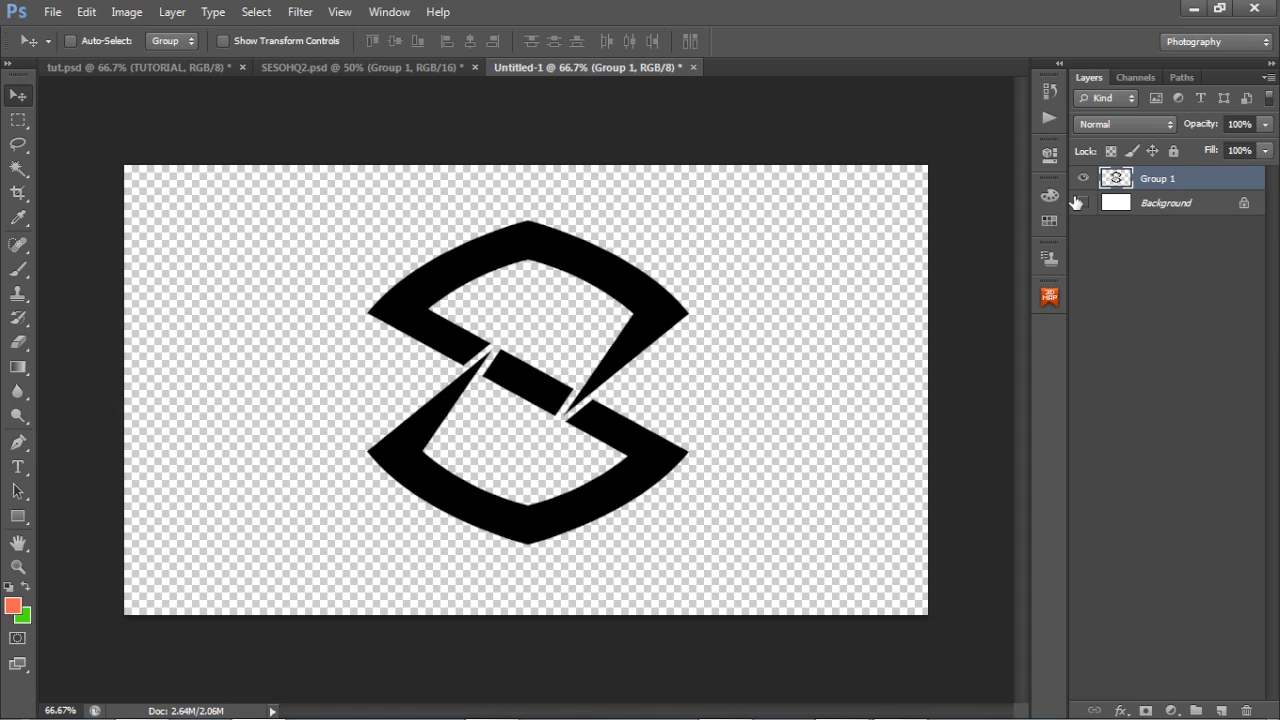 Ps File Edit Image Layer Type Select Filter View Window Help
Auto-Select: Group Show Transform Controls Photography
tut.psd @ 66.7% (TUTORIAL, RGB/8) * × SESOHQ2.psd @ 50% (Group 1, RGB/16) * × Untitled-1 @ 66.7% (Group 1, RGB/8) * ×
Layers Channels Paths
Kind
Normal Opacity: 100%
Lock: Fill: 100%
Group 1
Background
3D MAP
66.67% Doc: 2.64M/2.06M